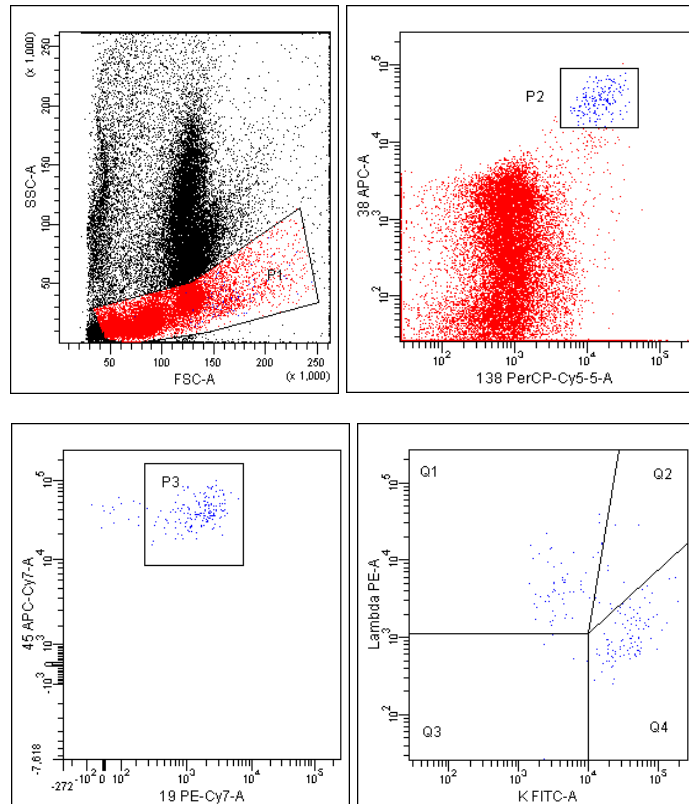 (x 1,000)
250
200
150
100
50
SSC-A
P1
50 100 150 200 250
FSC-A
(x 1,000)
10^5
10^4
10^3
10^2
38 APC-A
P2
10^2 10^3 10^4 10^5
138 PerCP-Cy5-5-A
10^5
10^4
10^3
0
-10^3
-7,618
45 APC-Cy7-A
P3
-272 -10^2 0 10^2 10^3 10^4 10^5
19 PE-Cy7-A
Q1 Q2
10^5
10^4
10^3
10^2
Lambda PE-A
Q3 Q4
10^2 10^3 10^4 10^5
K FITC-A